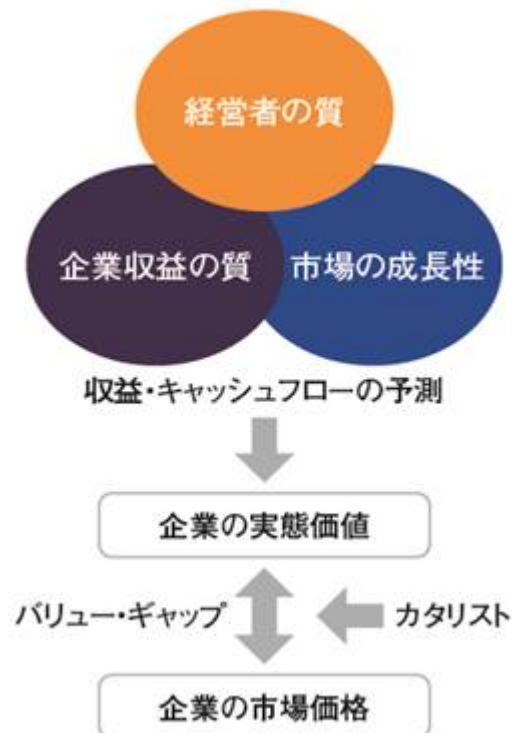 経営者の質
企業収益の質
市場の成長性
収益・キャッシュフローの予測
企業の実態価値
バリュー・ギャップ
カタリスト
企業の市場価格